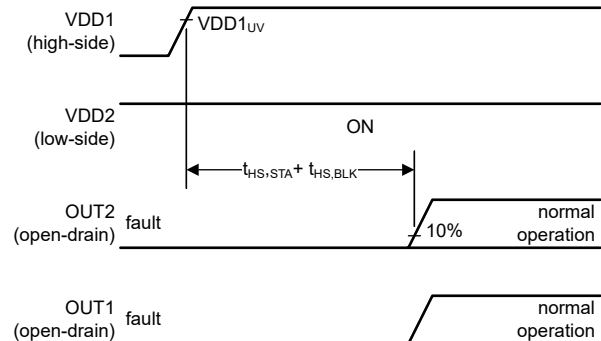 VDD1
(high-side)
VDD1UV
VDD2
(low-side)
ON
tHS,STA+ tHS,BLK
OUT2
(open-drain)
fault
10%
normal
operation
OUT1
(open-drain)
fault
normal
operation